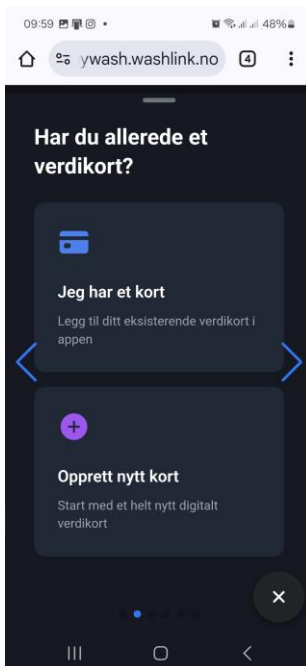 09:59
48%
ywash.washlink.no
4
Har du allerede et
verdikort?
Jeg har et kort
Legg til ditt eksisterende verdikort i
appen
Opprett nytt kort
Start med et helt nytt digitalt
verdikort